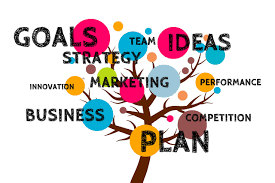 GOALS
TEAM
IDEAS
STRATEGY
INNOVATION
MARKETING
PERFORMANCE
BUSINESS
COMPETITION
PLAN